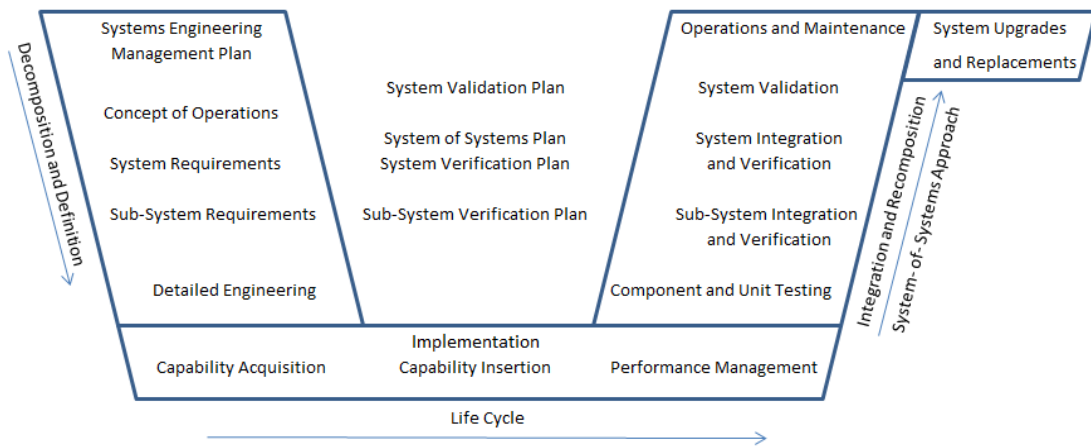 Decomposition and Definition
Systems Engineering
Management Plan
Concept of Operations
System Requirements
Sub-System Requirements
Detailed Engineering
System Validation Plan
System of Systems Plan
System Verification Plan
Sub-System Verification Plan
Operations and Maintenance
System Validation
System Integration
and Verification
Sub-System Integration
and Verification
Component and Unit Testing
System Upgrades
and Replacements
Integration and Recomposition
System- of- Systems Approach
Implementation
Capability Acquisition
Capability Insertion
Performance Management
Life Cycle